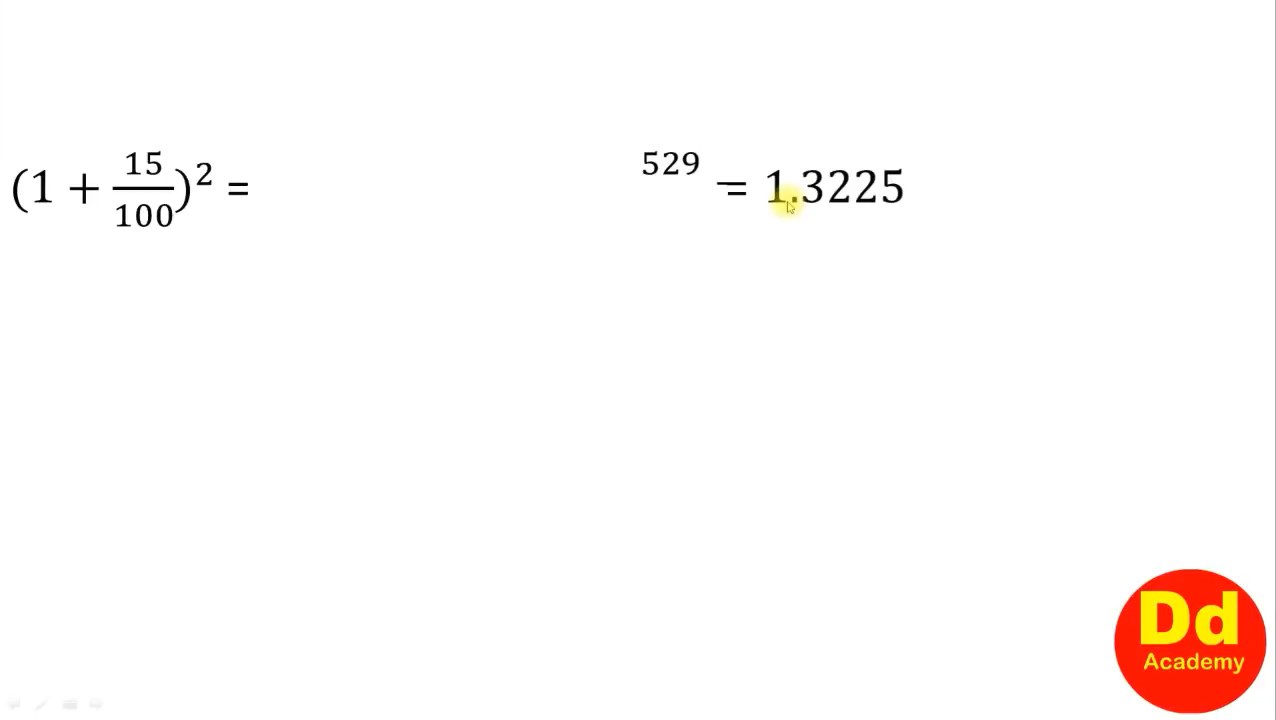 (1 + 15/100)² = 529 = 1.3225
Dd
Academy